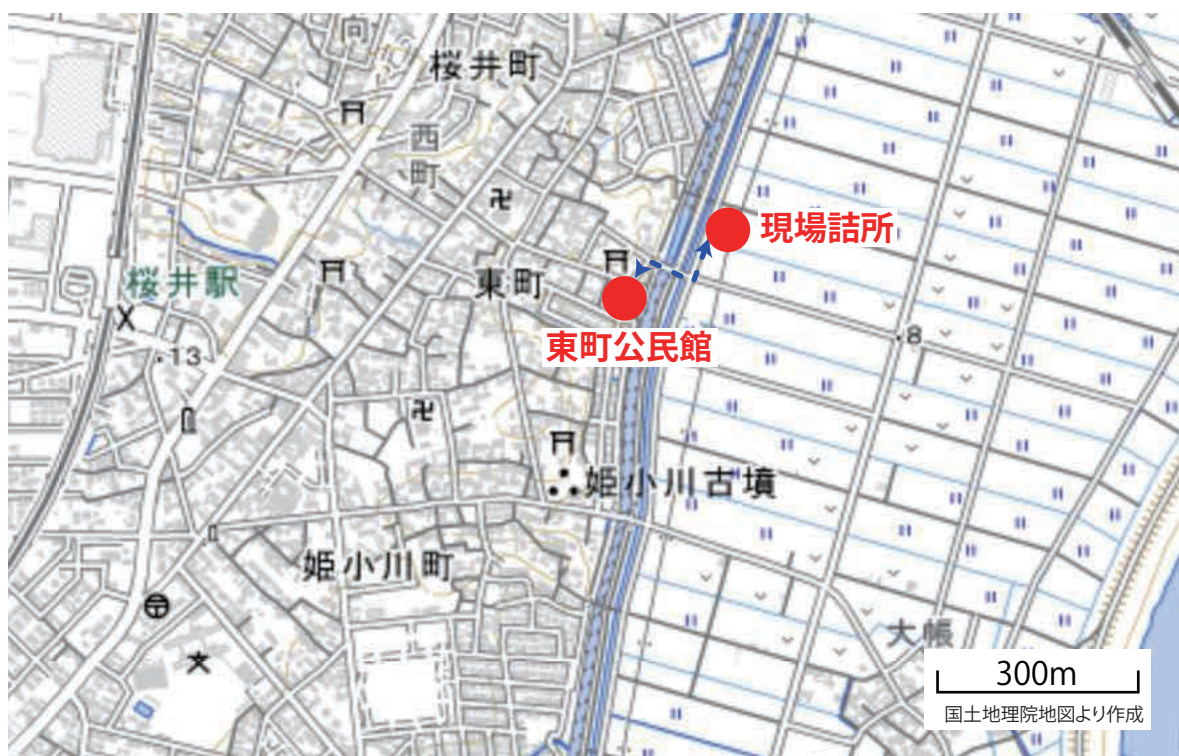 向
桜井町
西町
現場詰所
桜井駅
東町
東町公民館
13
8
姫小川古墳
姫小川町
大帳
300m
国土地理院地図より作成